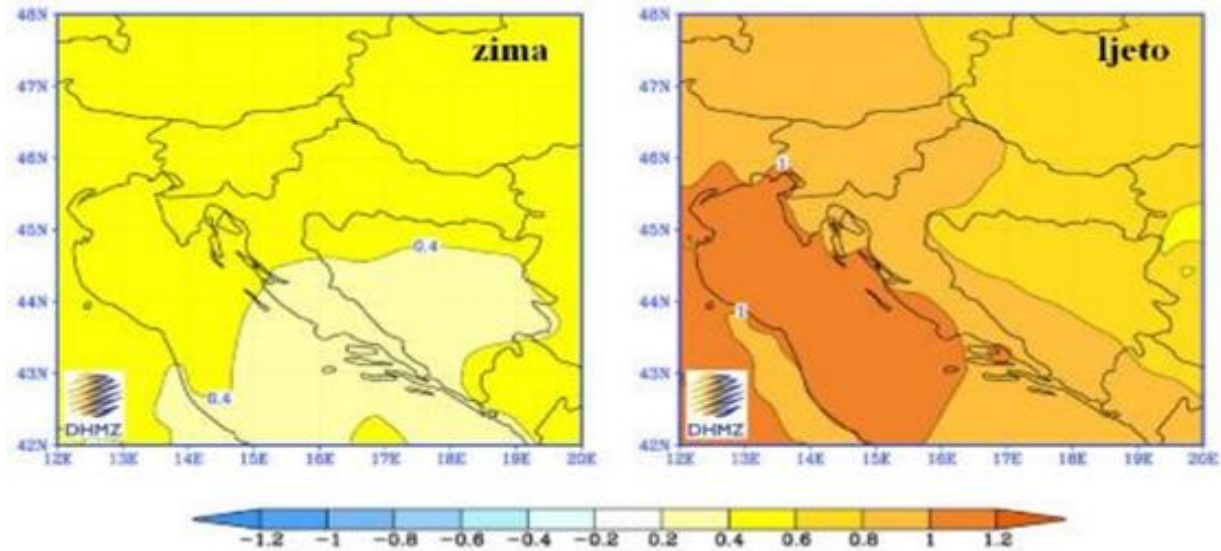 48N
zima
47N
46N
45N
0.4
44N
43N
0.4
DHMZ
42N
12E 13E 14E 15E 16E 17E 18E 19E 20E
48N
ljeto
47N
46N
1
45N
44N
1
43N
DHMZ
42N
12E 13E 14E 15E 16E 17E 18E 19E 20E
-1.2 -1 -0.8 -0.6 -0.4 -0.2 0.2 0.4 0.6 0.8 1 1.2